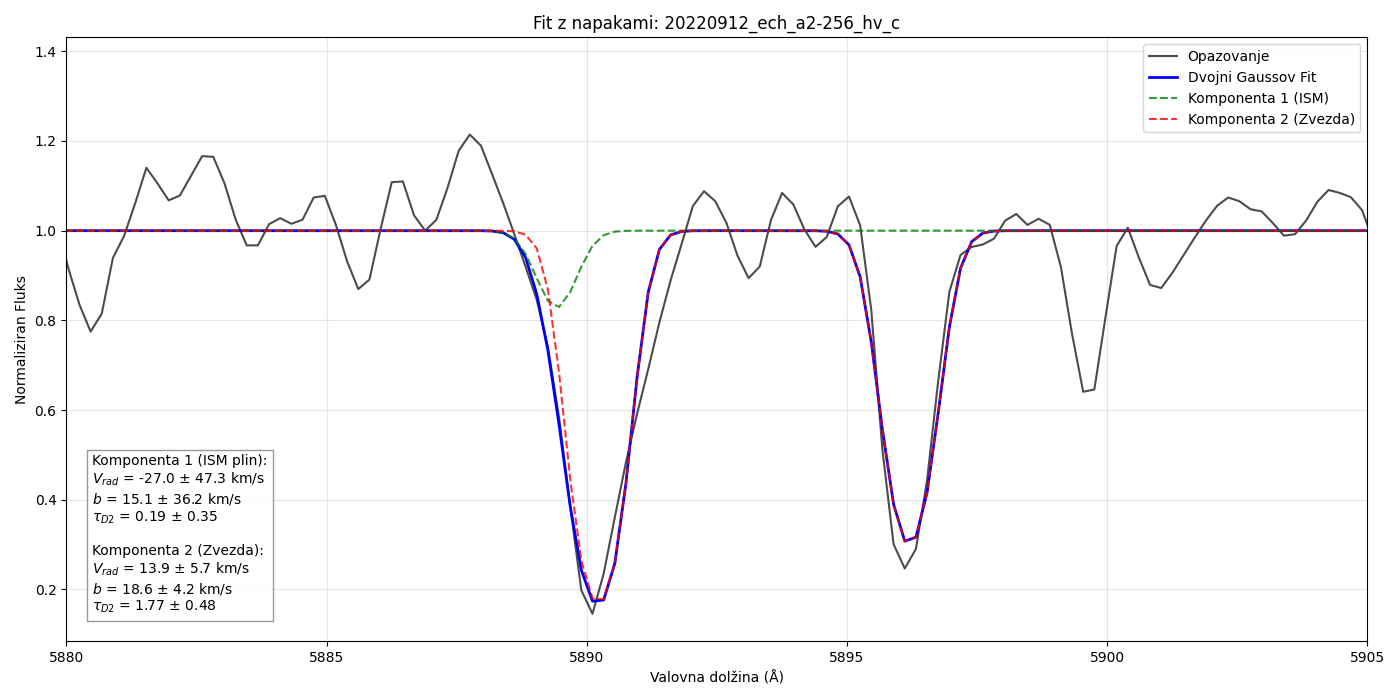 Fit z napakami: 20220912_ech_a2-256_hv_c
Normaliziran Fluks
1.4
1.2
1.0
0.8
0.6
0.4
0.2
Opazovanje
Dvojni Gaussov Fit
Komponenta 1 (ISM)
Komponenta 2 (Zvezda)
Komponenta 1 (ISM plin):
V_rad = -27.0 ± 47.3 km/s
b = 15.1 ± 36.2 km/s
τ_D2 = 0.19 ± 0.35
Komponenta 2 (Zvezda):
V_rad = 13.9 ± 5.7 km/s
b = 18.6 ± 4.2 km/s
τ_D2 = 1.77 ± 0.48
5880 5885 5890 5895 5900 5905
Valovna dolžina (Å)